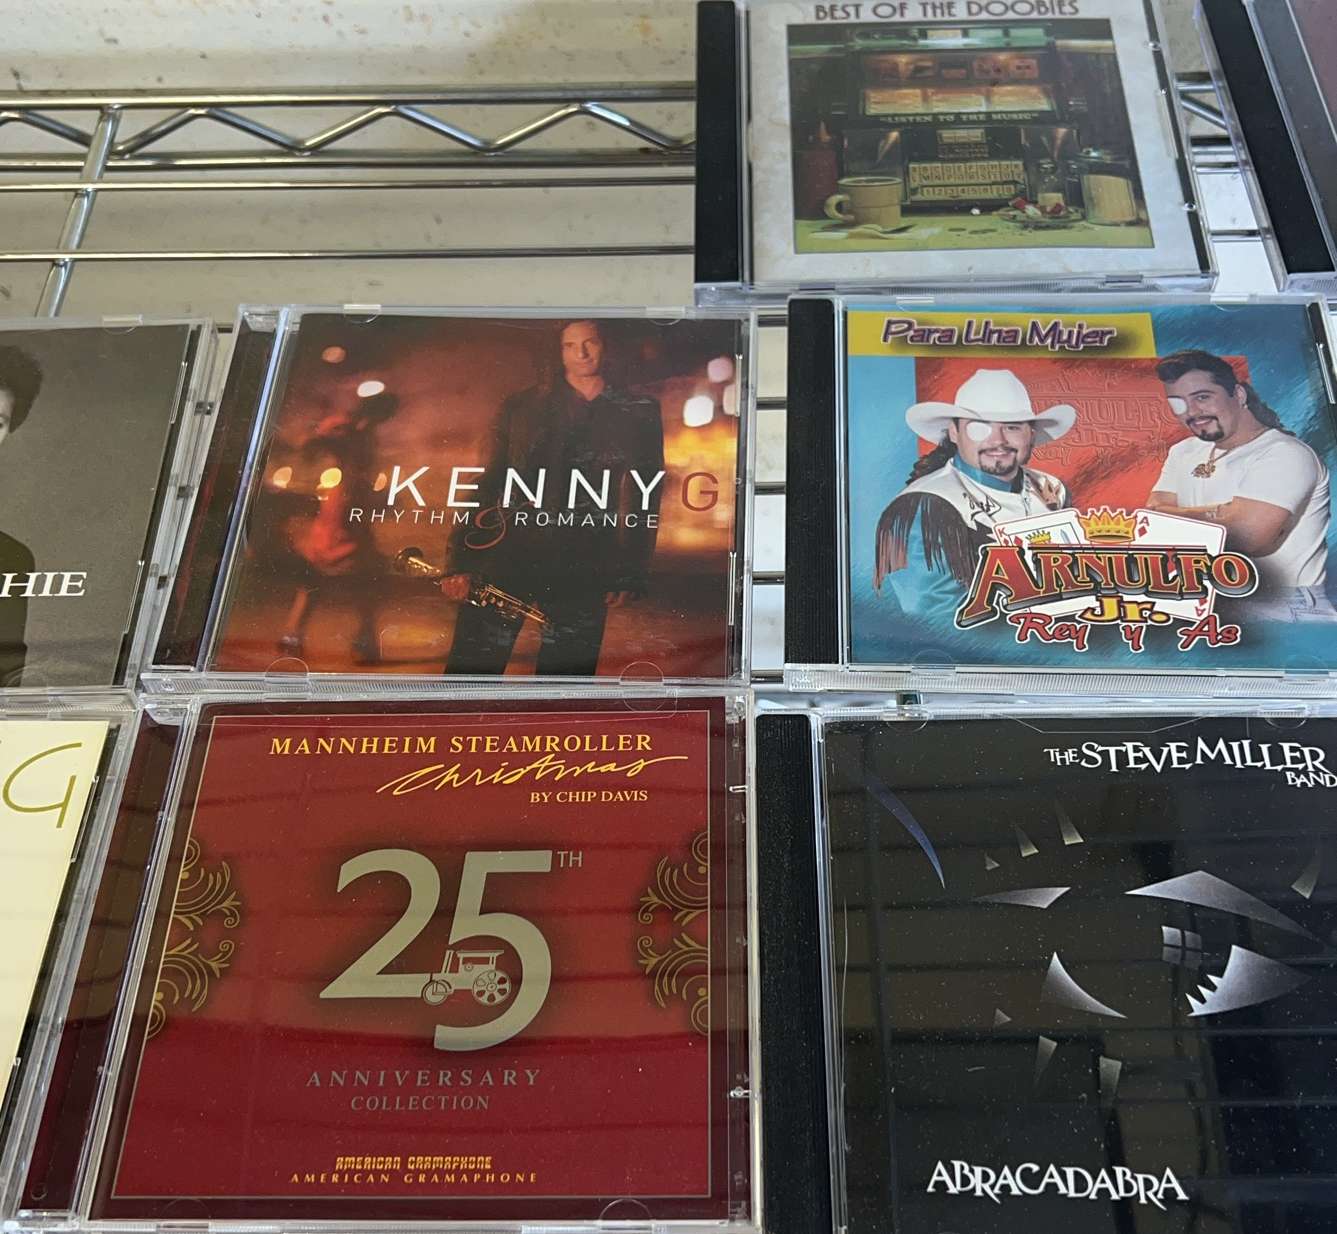 BEST OF THE DOOBIES
"LISTEN TO THE MUSIC"
HIE
KENNY G
RHYTHM & ROMANCE
Para Una Mujer
K
A
ARNULFO
Jr.
Rey y As
G
MANNHEIM STEAMROLLER
Christmas
BY CHIP DAVIS
25TH
ANNIVERSARY
COLLECTION
AMERICAN GRAMAPHONE
AMERICAN GRAMAPHONE
THE STEVE MILLER
BAND
ABRACADABRA